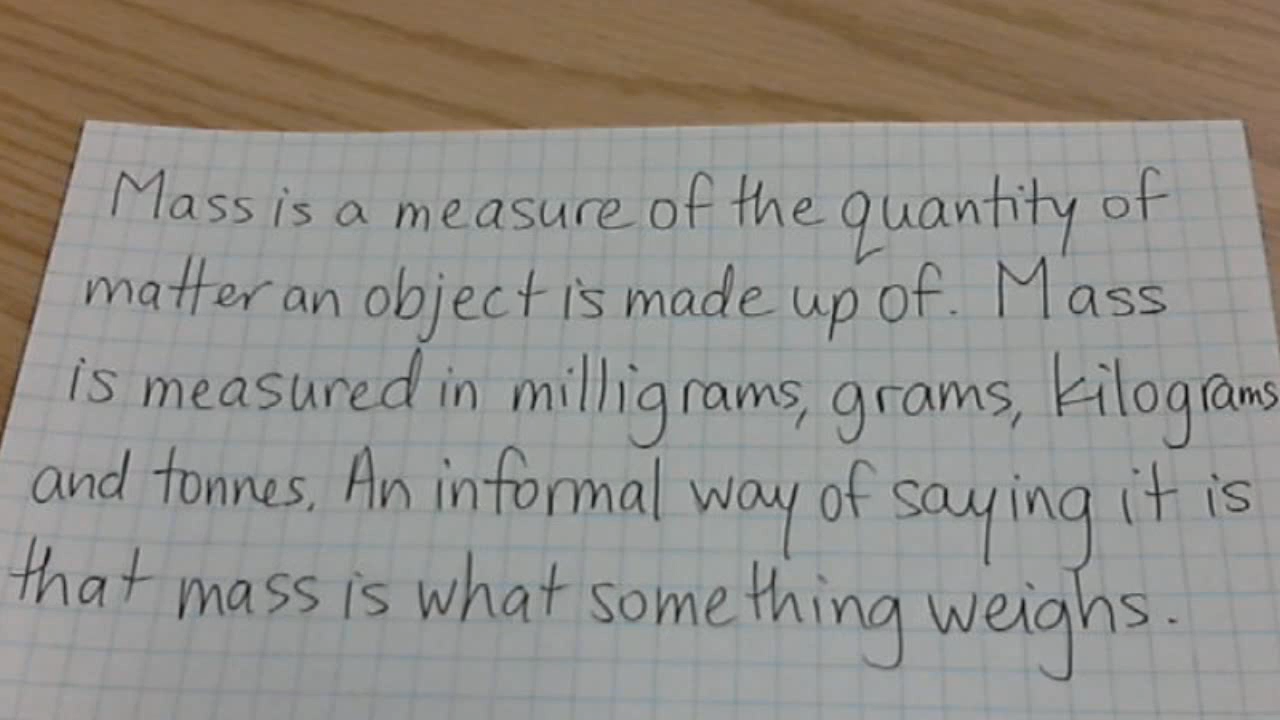 Mass is a measure of the quantity of
matter an object is made up of. Mass
is measured in milligrams, grams, kilograms
and tonnes. An informal way of saying it is
that mass is what something weighs.